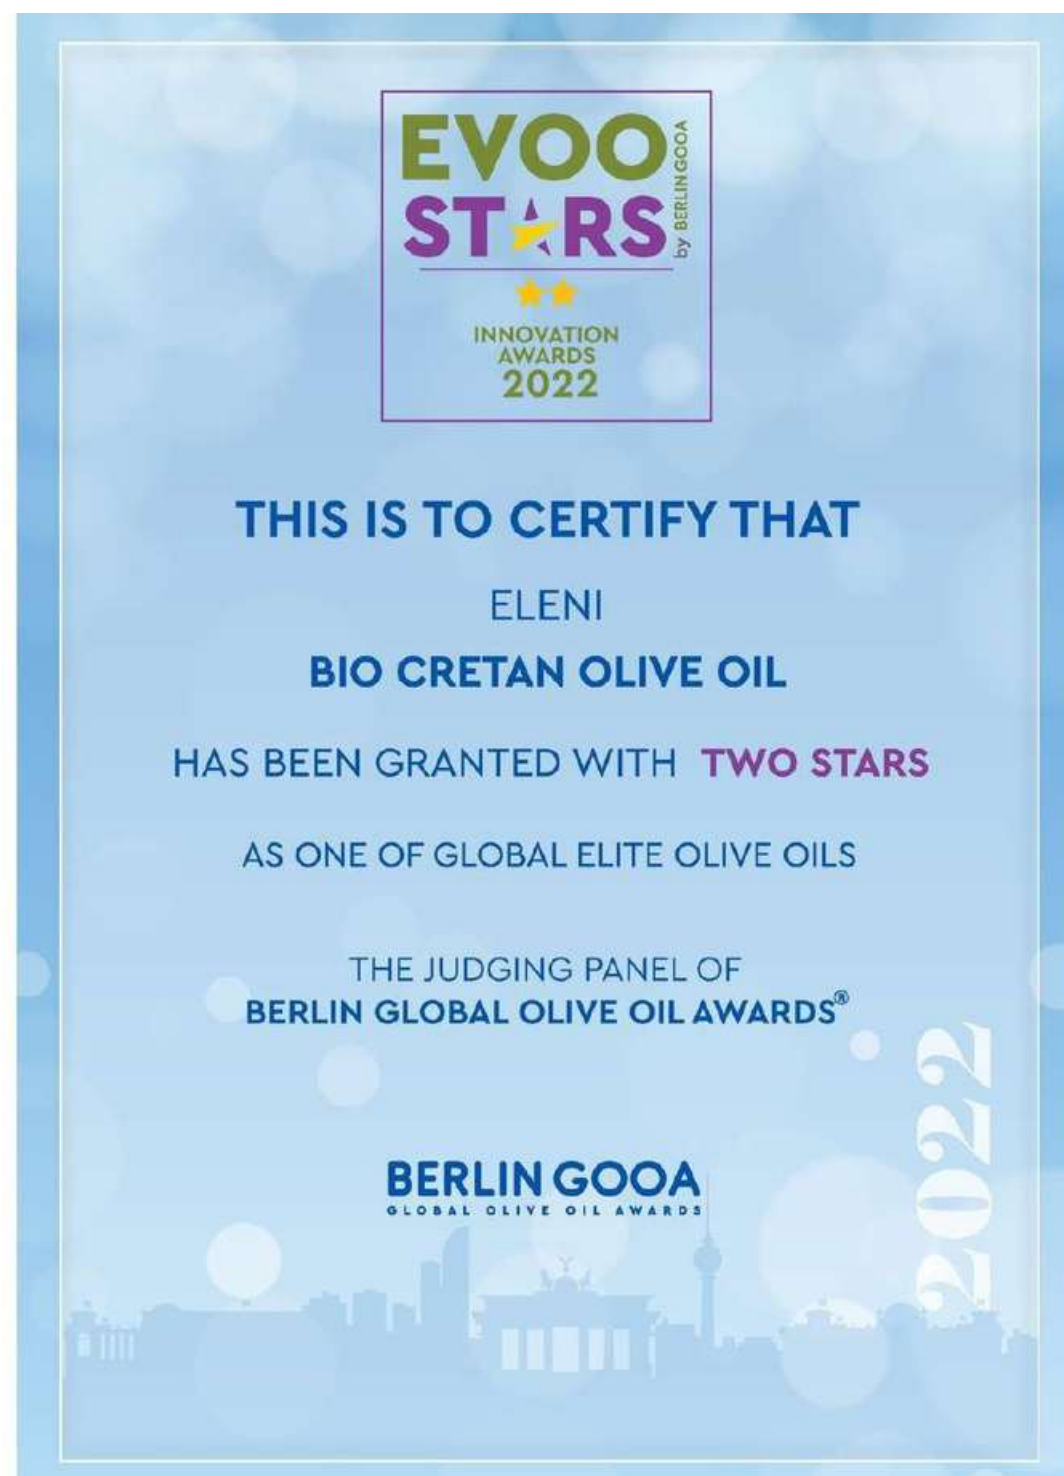 EVOO
STARS
by BERLINGOOA
INNOVATION
AWARDS
2022
THIS IS TO CERTIFY THAT
ELENI
BIO CRETAN OLIVE OIL
HAS BEEN GRANTED WITH TWO STARS
AS ONE OF GLOBAL ELITE OLIVE OILS
THE JUDGING PANEL OF
BERLIN GLOBAL OLIVE OIL AWARDS®
2022
BERLIN GOOA
GLOBAL OLIVE OIL AWARDS